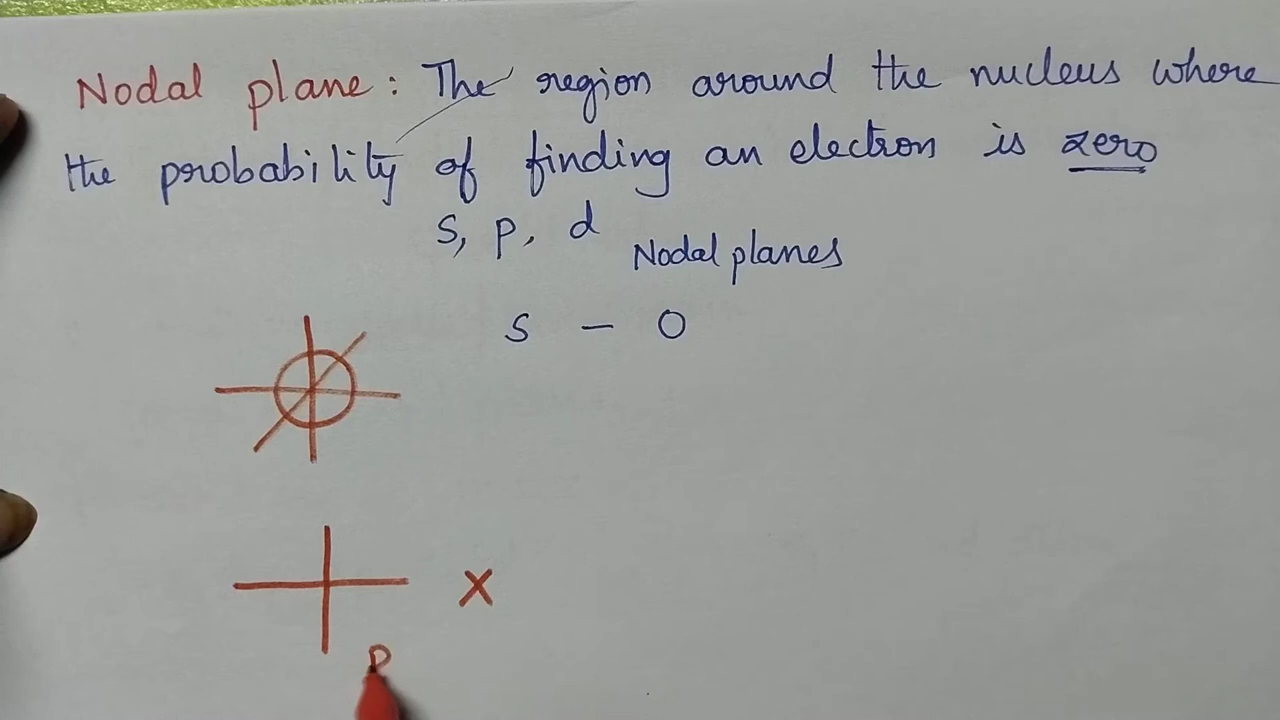 Nodal plane: The region around the nucleus where
the probability of finding an electron is zero
s, p, d Nodal planes
s - 0
x
p